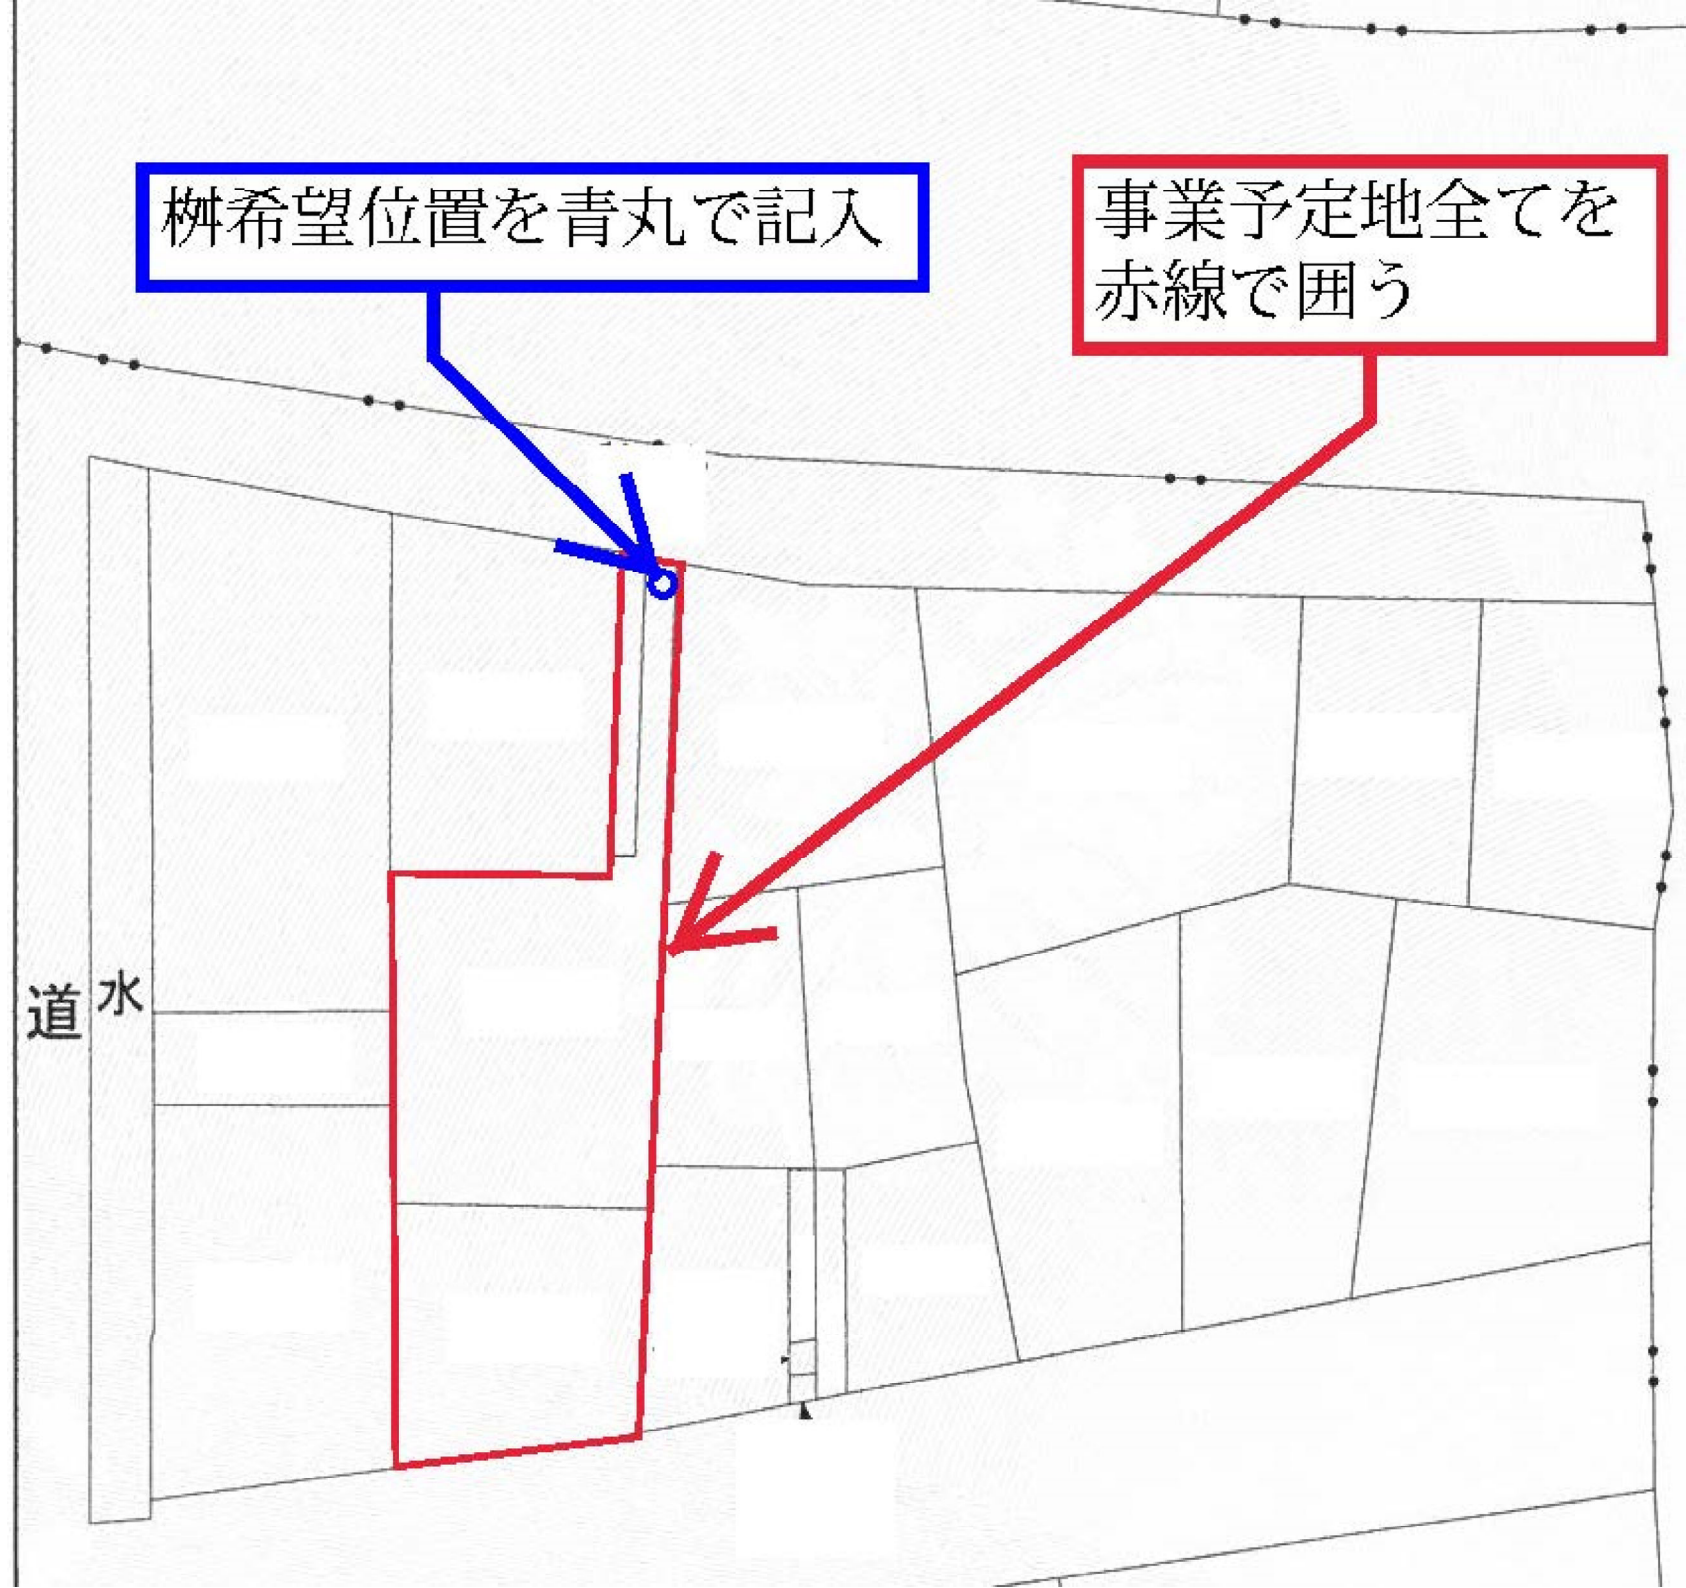 桝希望位置を青丸で記入
事業予定地全てを
赤線で囲う
道
水